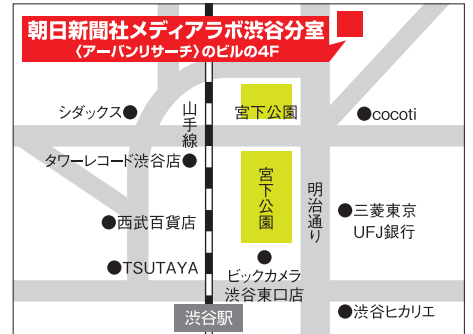 朝日新聞社メディアラボ渋谷分室
〈アーバンリサーチ〉のビルの4F
シダックス
山手線
宮下公園
cocoti
タワーレコード渋谷店
宮下公園
明治通り
西武百貨店
三菱東京
UFJ銀行
TSUTAYA
ビックカメラ
渋谷東口店
渋谷駅
渋谷ヒカリエ